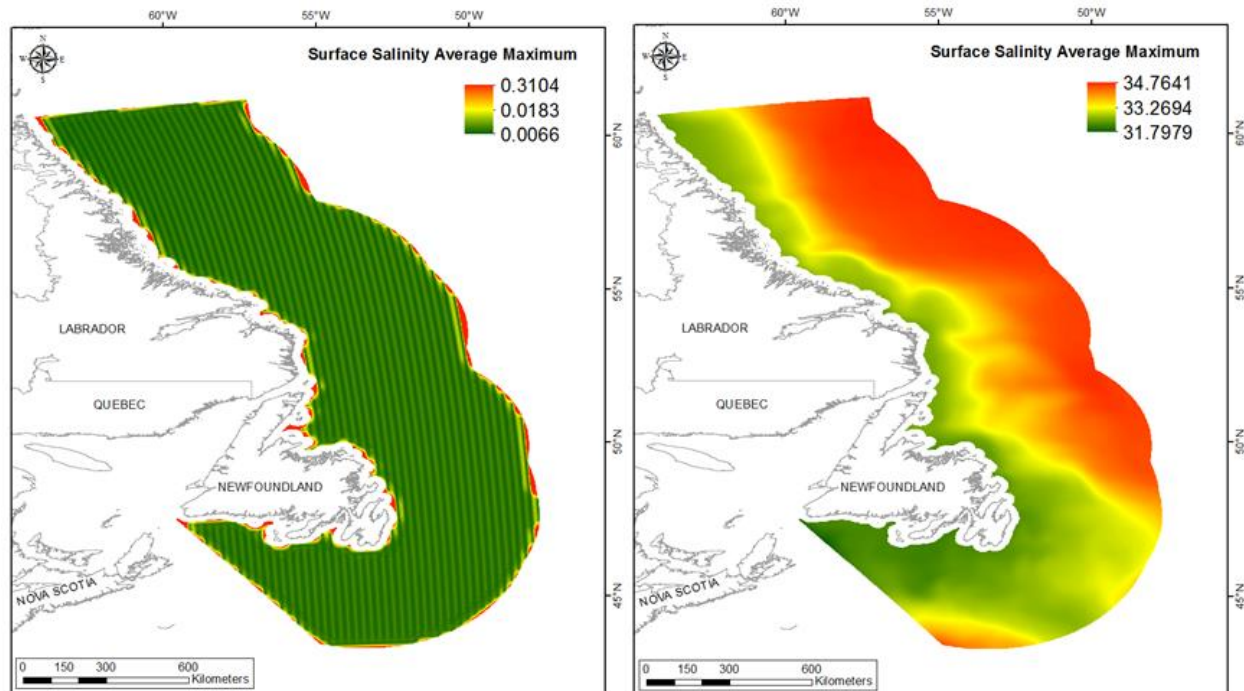 60°W 55°W 50°W
N
W E
S
Surface Salinity Average Maximum
0.3104
0.0183
0.0066
60°N
55°N
50°N
45°N
LABRADOR
QUEBEC
NEWFOUNDLAND
NOVA SCOTIA
0 150 300 600
Kilometers
60°W 55°W 50°W
N
W E
S
Surface Salinity Average Maximum
34.7641
33.2694
31.7979
60°N
55°N
50°N
45°N
LABRADOR
QUEBEC
NEWFOUNDLAND
NOVA SCOTIA
0 150 300 600
Kilometers